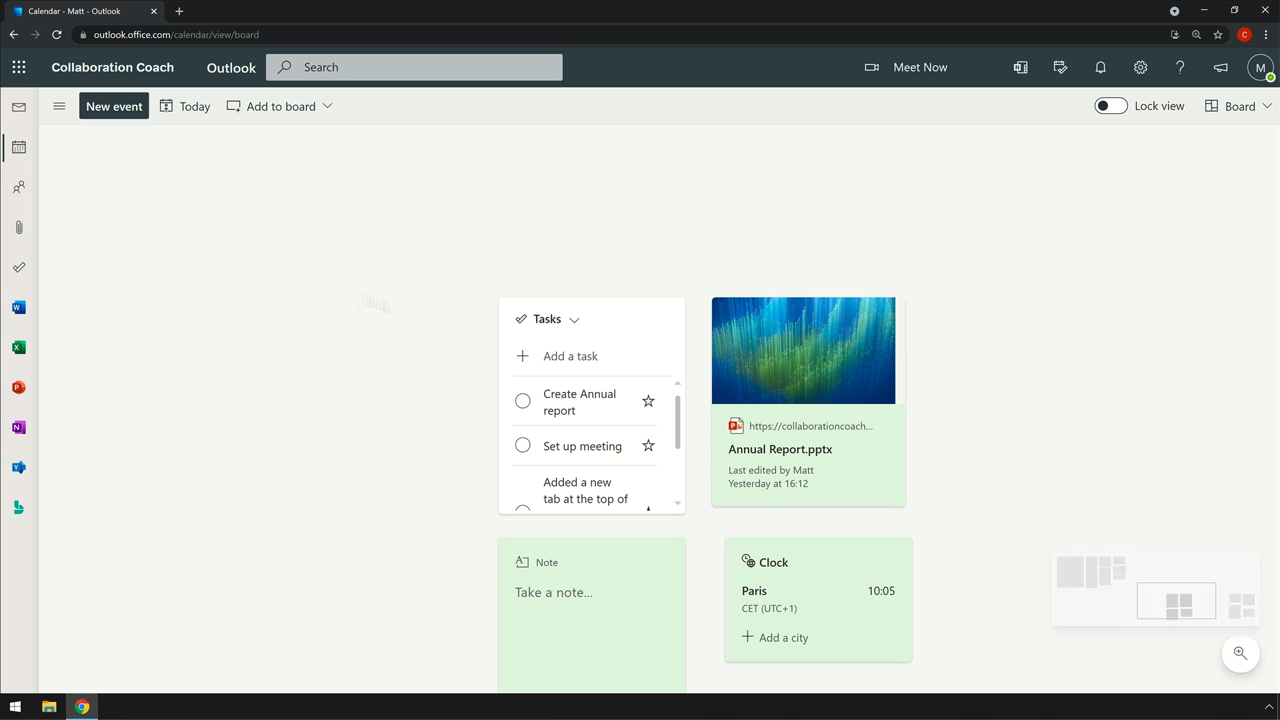 Calendar - Matt - Outlook
outlook.office.com/calendar/view/board
C
Collaboration Coach
Outlook
Search
Meet Now
M
New event
Today
Add to board
Lock view
Board
Tasks
Add a task
Create Annual
report
Set up meeting
Added a new
tab at the top of
https://collaborationcoach...
Annual Report.pptx
Last edited by Matt
Yesterday at 16:12
Note
Take a note...
Clock
Paris
10:05
CET (UTC+1)
Add a city